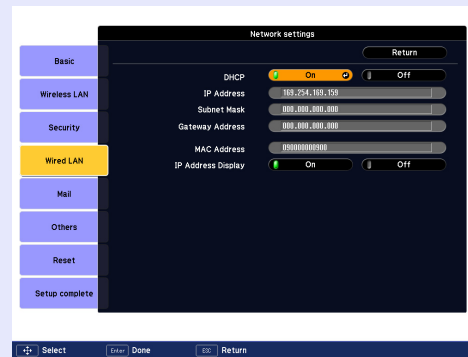 Network settings
Return
Basic
DHCP On Off
Wireless LAN
IP Address 169.254.169.159
Subnet Mask 000.000.000.000
Security
Gateway Address 000.000.000.000
MAC Address 090000000900
Wired LAN
IP Address Display On Off
Mail
Others
Reset
Setup complete
Select Enter Done ESC Return